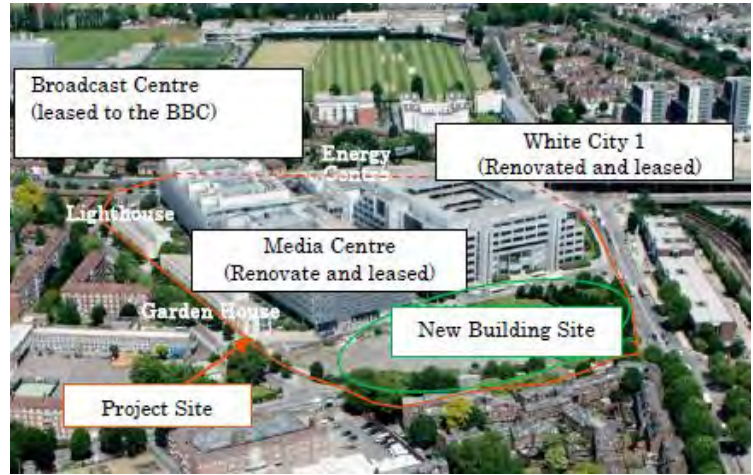 Broadcast Centre
(leased to the BBC)
White City 1
(Renovated and leased)
Energy
Centre
Lighthouse
Media Centre
(Renovate and leased)
Garden House
New Building Site
Project Site